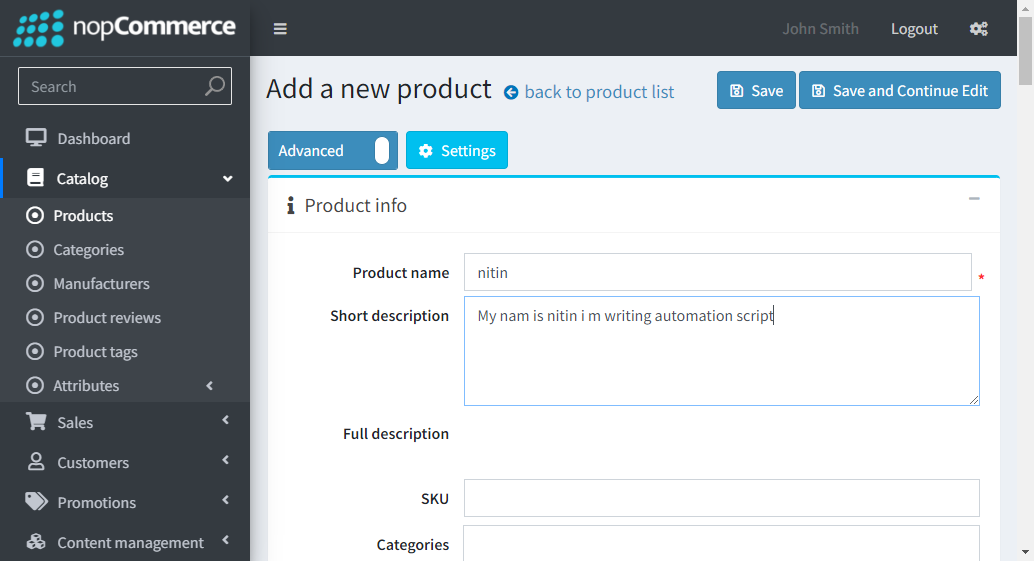 nopCommerce
John Smith
Logout
Search
Add a new product
back to product list
Save
Save and Continue Edit
Dashboard
Advanced
Settings
Catalog
Products
Product info
Categories
Manufacturers
Product name
nitin
*
Product reviews
Short description
My nam is nitin i m writing automation script
Product tags
Attributes
Sales
Full description
Customers
Promotions
SKU
Content management
Categories